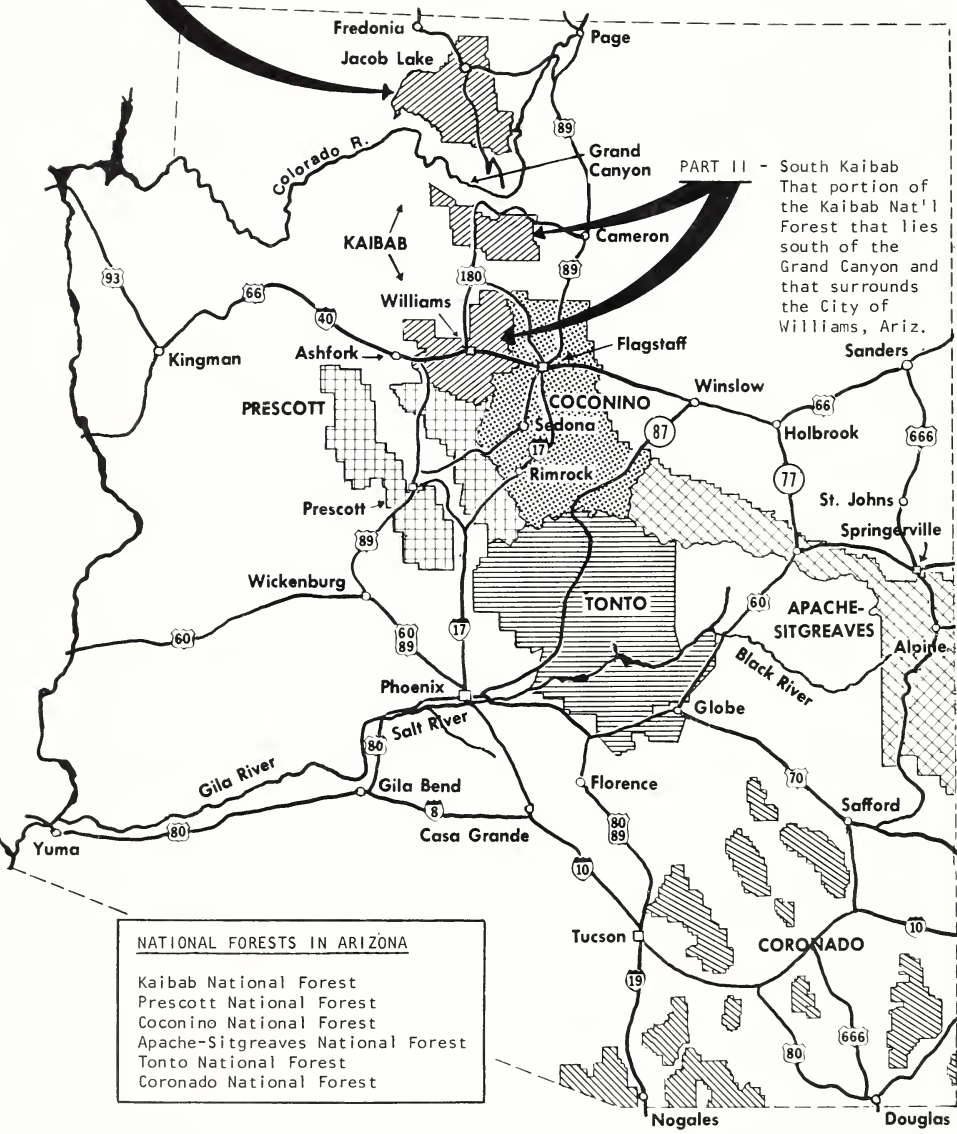 Fredonia
Page
Jacob Lake
89
Colorado R.
Grand
Canyon
PART II - South Kaibab
That portion of
the Kaibab Nat'l
Forest that lies
south of the
Grand Canyon and
that surrounds
the City of
Williams, Ariz.
KAIBAB
Cameron
93
180
89
66
Williams
40
Kingman
Ashfork
Flagstaff
Sanders
Winslow
PRESCOTT
COCONINO
66
Sedona
87
Holbrook
666
17
Rimrock
77
Prescott
St. Johns
Springerville
89
Wickenburg
TONTO
60
APACHE-
SITGREAVES
60
60
89
17
Alpine
Black River
Phoenix
Globe
Salt River
80
Gila River
70
Gila Bend
Florence
8
Safford
80
Casa Grande
80
89
Yuma
10
10
Tucson
CORONADO
19
666
80
NATIONAL FORESTS IN ARIZONA
Kaibab National Forest
Prescott National Forest
Coconino National Forest
Apache-Sitgreaves National Forest
Tonto National Forest
Coronado National Forest
Nogales
Douglas